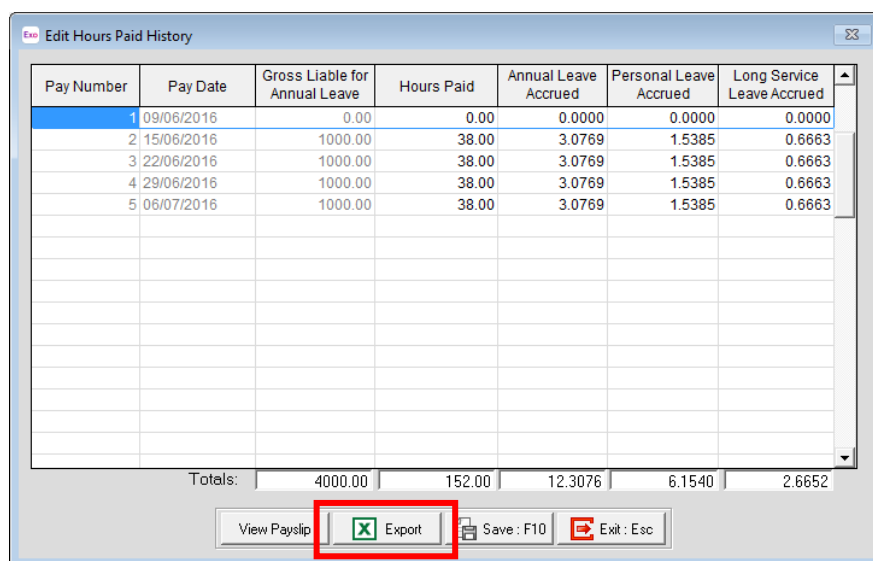 Exo Edit Hours Paid History
Pay Number Pay Date Gross Liable for Annual Leave Hours Paid Annual Leave Accrued Personal Leave Accrued Long Service Leave Accrued
1 09/06/2016 0.00 0.00 0.0000 0.0000 0.0000
2 15/06/2016 1000.00 38.00 3.0769 1.5385 0.6663
3 22/06/2016 1000.00 38.00 3.0769 1.5385 0.6663
4 29/06/2016 1000.00 38.00 3.0769 1.5385 0.6663
5 06/07/2016 1000.00 38.00 3.0769 1.5385 0.6663
Totals: 4000.00 152.00 12.3076 6.1540 2.6652
View Payslip X Export Save : F10 Exit : Esc